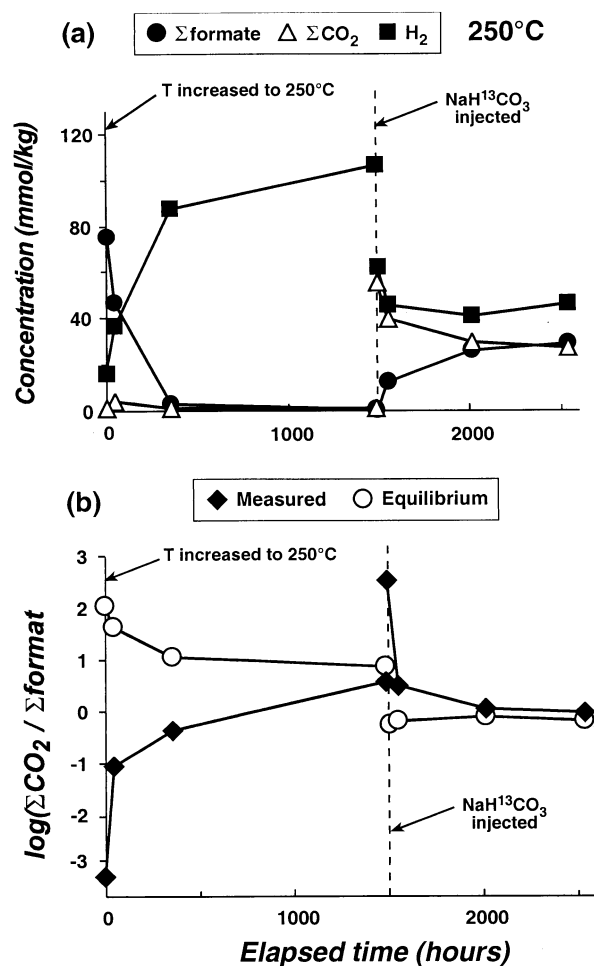 (a) Σformate ΣCO₂ H₂ 250°C
T increased to 250°C
NaH¹³CO₃
injected
120
80
40
0
Concentration (mmol/kg)
0 1000 2000
(b) Measured Equilibrium
T increased to 250°C
3
2
1
0
-1
-2
-3
log(ΣCO₂ / Σformat
NaH¹³CO₃
injected
0 1000 2000
Elapsed time (hours)